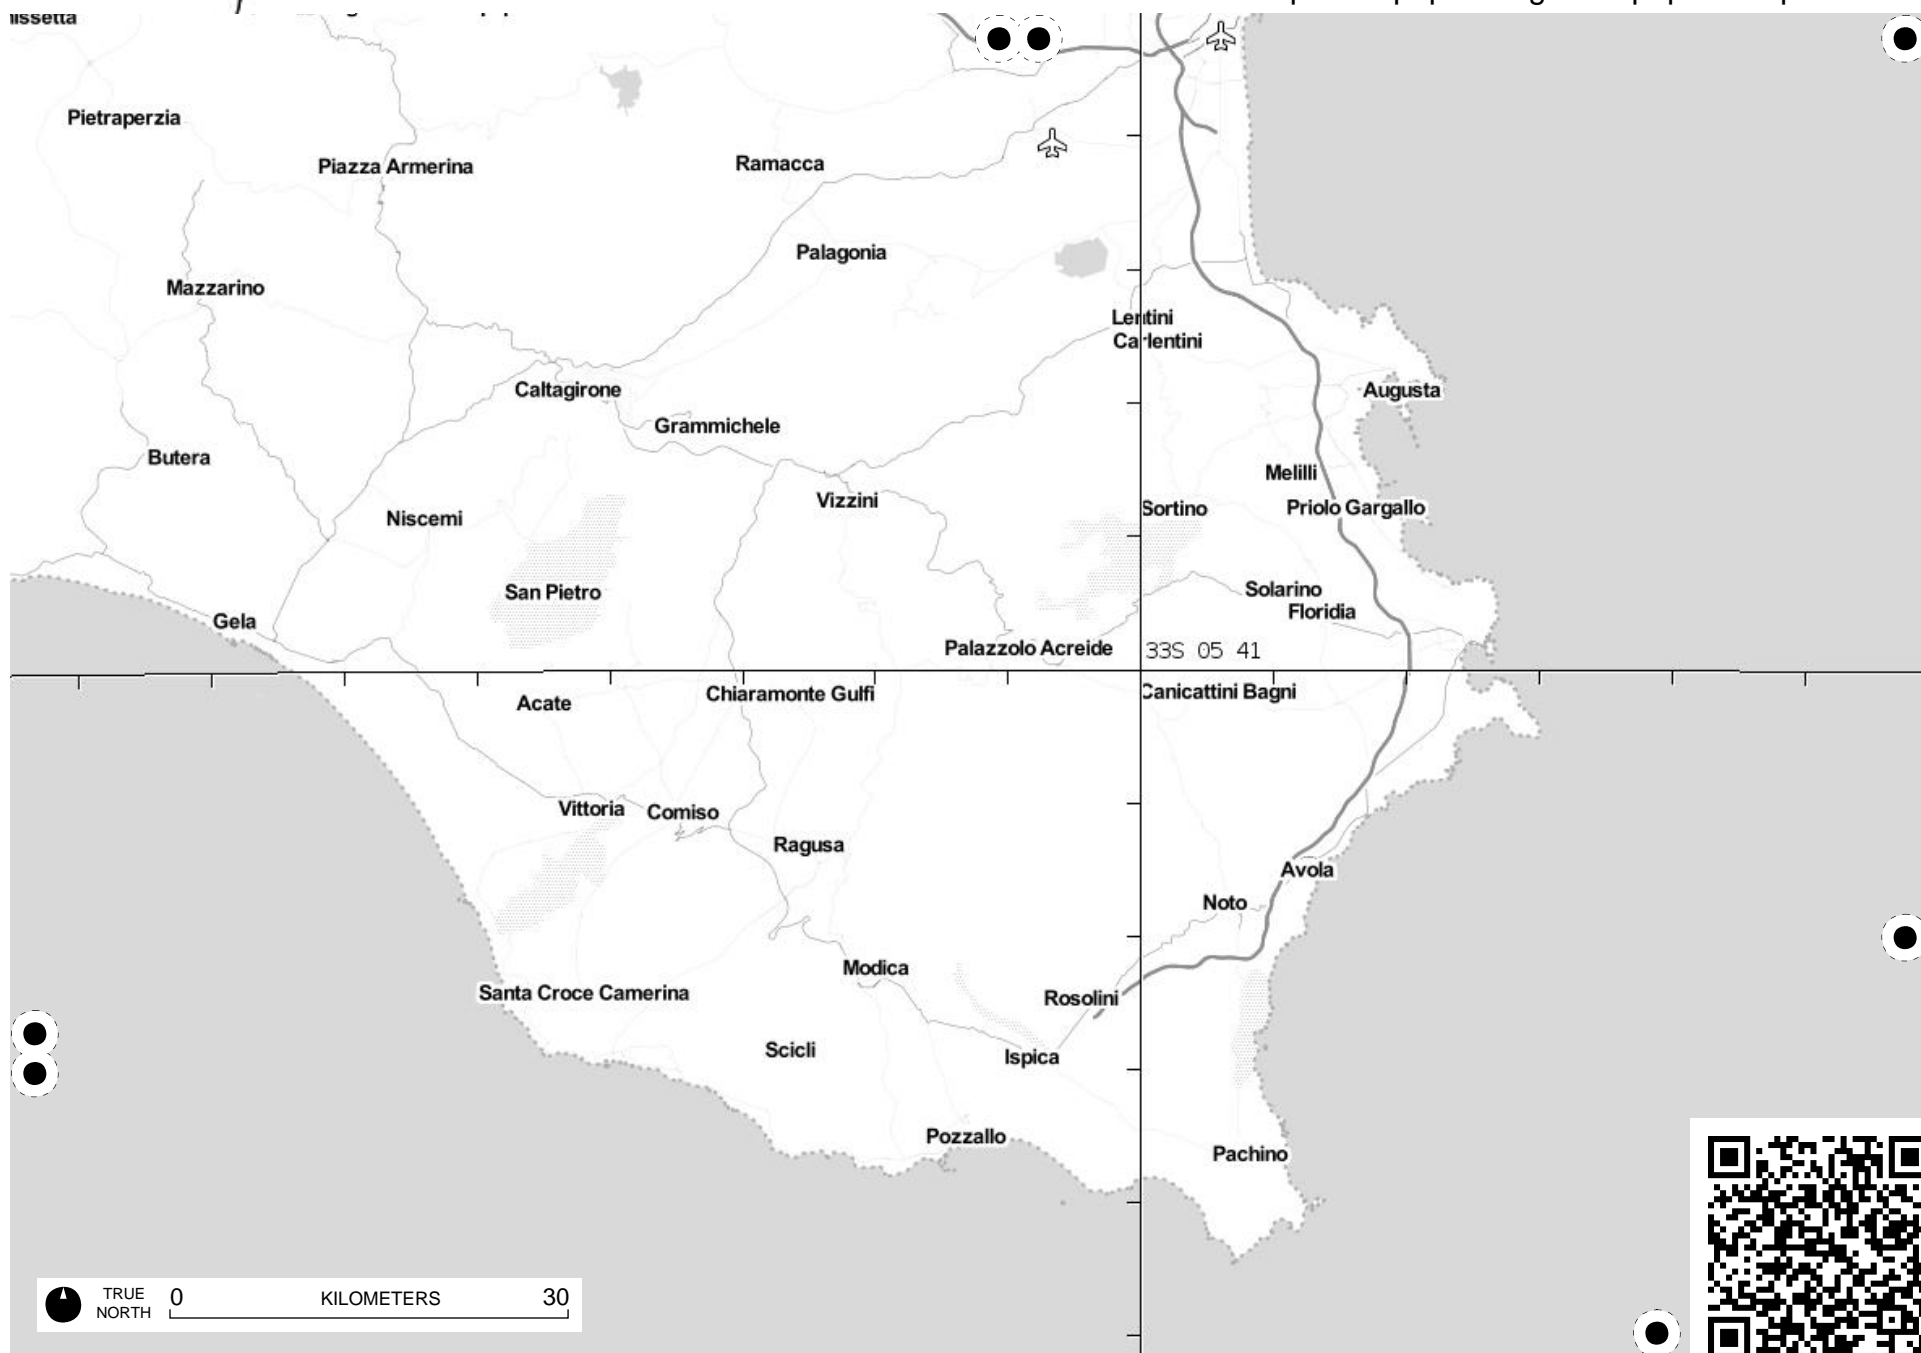 Pietraperzia
Piazza Armerina
Ramacca
Palagonia
Mazzarino
Lentini
Carlentini
Caltagirone
Augusta
Grammichele
Butera
Melilli
Vizzini
Sortino
Priolo Gargallo
Niscemi
San Pietro
Solarino
Floridia
Gela
Palazzolo Acreide
33S 05 41
Chiaramonte Gulfi
Canicattini Bagni
Acate
Vittoria
Comiso
Ragusa
Avola
Noto
Modica
Santa Croce Camerina
Rosolini
Scicli
Ispica
Pozzallo
Pachino
TRUE
NORTH
0 KILOMETERS 30